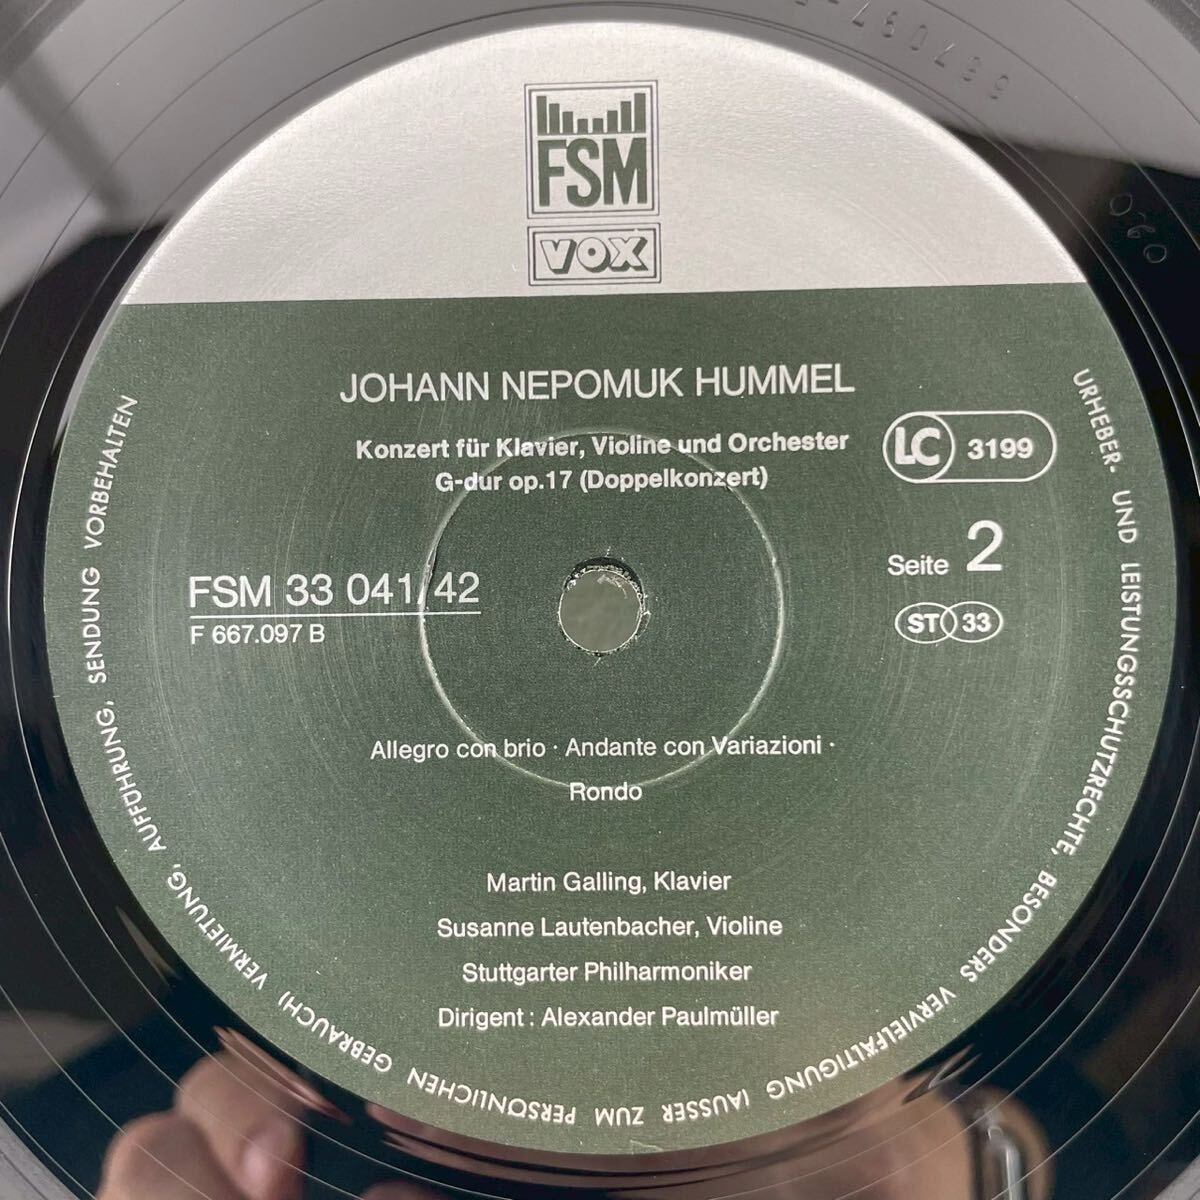 FSM
VOX
JOHANN NEPOMUK HUMMEL
Konzert für Klavier, Violine und Orchester
G-dur op.17 (Doppelkonzert)
LC 3199
Seite 2
FSM 33 041/42
F 667.097 B
ST 33
Allegro con brio · Andante con Variazioni ·
Rondo
Martin Galling, Klavier
Susanne Lautenbacher, Violine
Stuttgarter Philharmoniker
Dirigent: Alexander Paulmüller
URHEBER- UND LEISTUNGSSCHUTZRECHTE, BESONDERS VERVIELFÄLTIGUNG (AUSSER ZUM PERSÖNLICHEN GEBRAUCH) VERMIETUNG, AUFFÜHRUNG, SENDUNG VORBEHALTEN